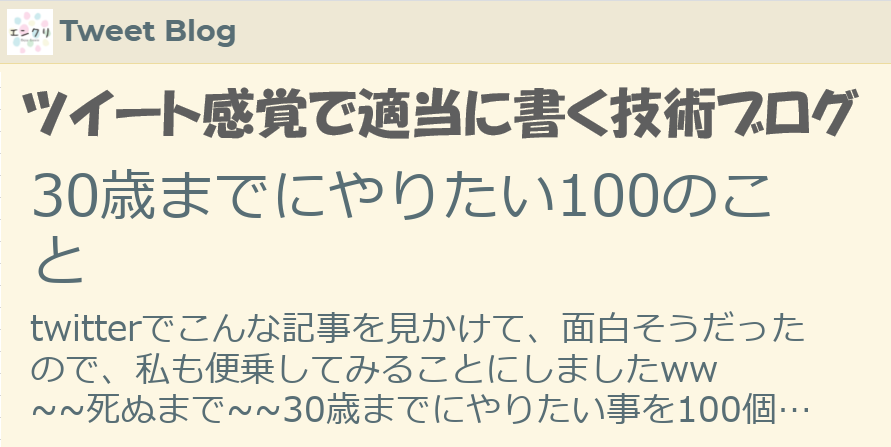 エンクリ
Tweet Blog
ツイート感覚で適当に書く技術ブログ
30歳までにやりたい100のこ
と
twitterでこんな記事を見かけて、面白そうだった
ので、私も便乗してみることにしましたww
~~死ぬまで~~30歳までにやりたい事を100個…